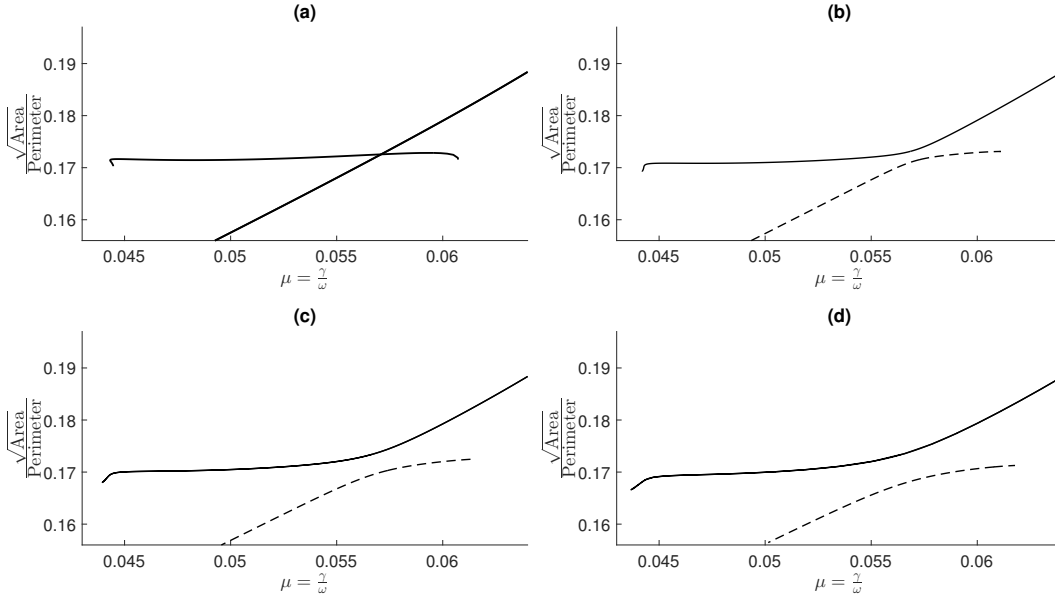 (a)
0.19
0.18
0.17
0.16
√Area
Perimeter
0.045 0.05 0.055 0.06
μ = γ/ω
(b)
0.19
0.18
0.17
0.16
√Area
Perimeter
0.045 0.05 0.055 0.06
μ = γ/ω
(c)
0.19
0.18
0.17
0.16
√Area
Perimeter
0.045 0.05 0.055 0.06
μ = γ/ω
(d)
0.19
0.18
0.17
0.16
√Area
Perimeter
0.045 0.05 0.055 0.06
μ = γ/ω